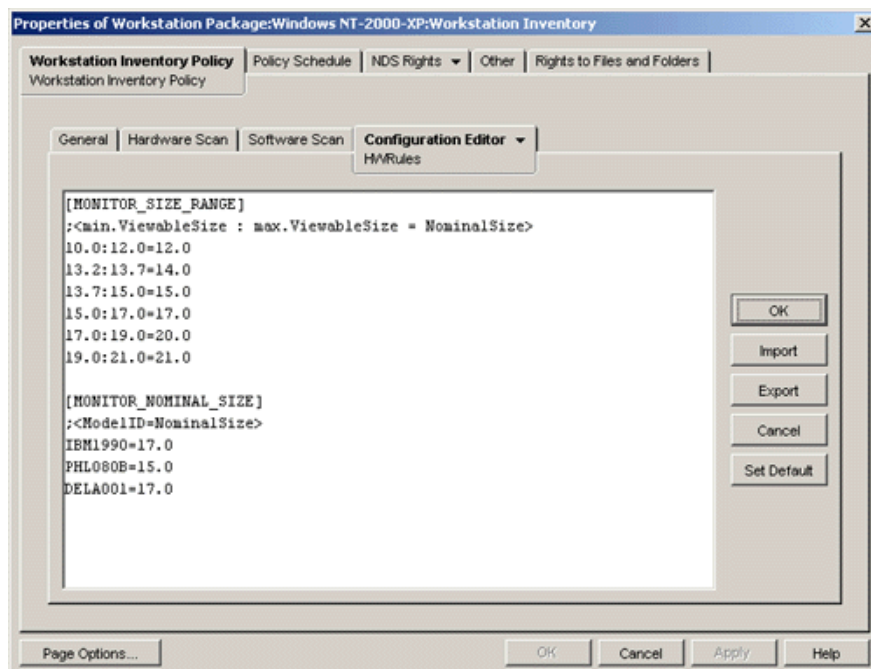 Properties of Workstation Package:Windows NT-2000-XP:Workstation Inventory
Workstation Inventory Policy Policy Schedule NDS Rights Other Rights to Files and Folders
Workstation Inventory Policy
General Hardware Scan Software Scan Configuration Editor
HWRules
[MONITOR_SIZE_RANGE]
;<min.ViewableSize : max.ViewableSize = NominalSize>
10.0:12.0=12.0
13.2:13.7=14.0
13.7:15.0=15.0
15.0:17.0=17.0
17.0:19.0=20.0
19.0:21.0=21.0
[MONITOR_NOMINAL_SIZE]
;<ModelID=NominalSize>
IBM1990=17.0
PHL080B=15.0
DELA001=17.0
OK
Import
Export
Cancel
Set Default
Page Options... OK Cancel Apply Help